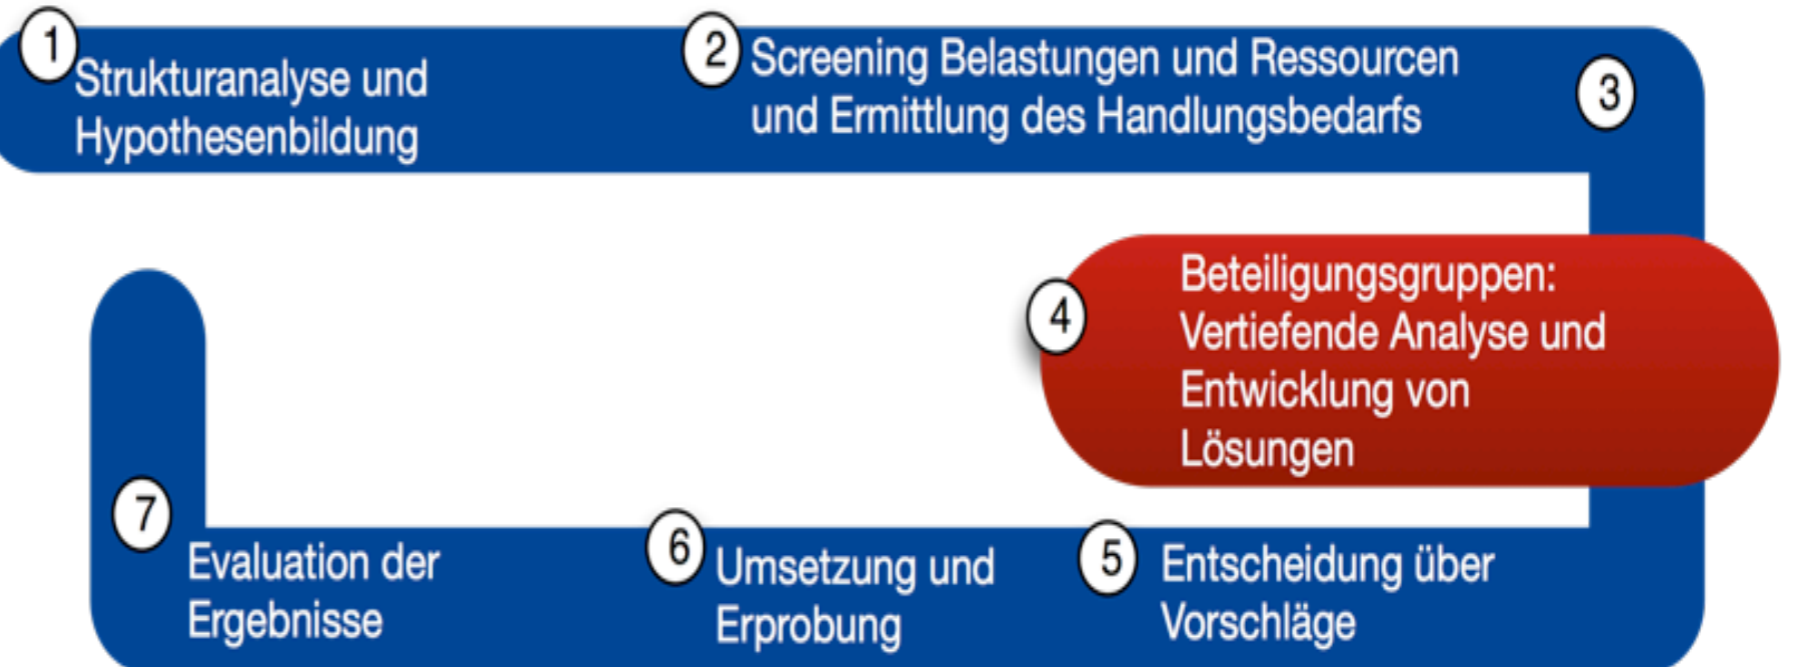 1
Strukturanalyse und
Hypothesenbildung
2
Screening Belastungen und Ressourcen
und Ermittlung des Handlungsbedarfs
3
4
Beteiligungsgruppen:
Vertiefende Analyse und
Entwicklung von
Lösungen
5
Entscheidung über
Vorschläge
6
Umsetzung und
Erprobung
7
Evaluation der
Ergebnisse